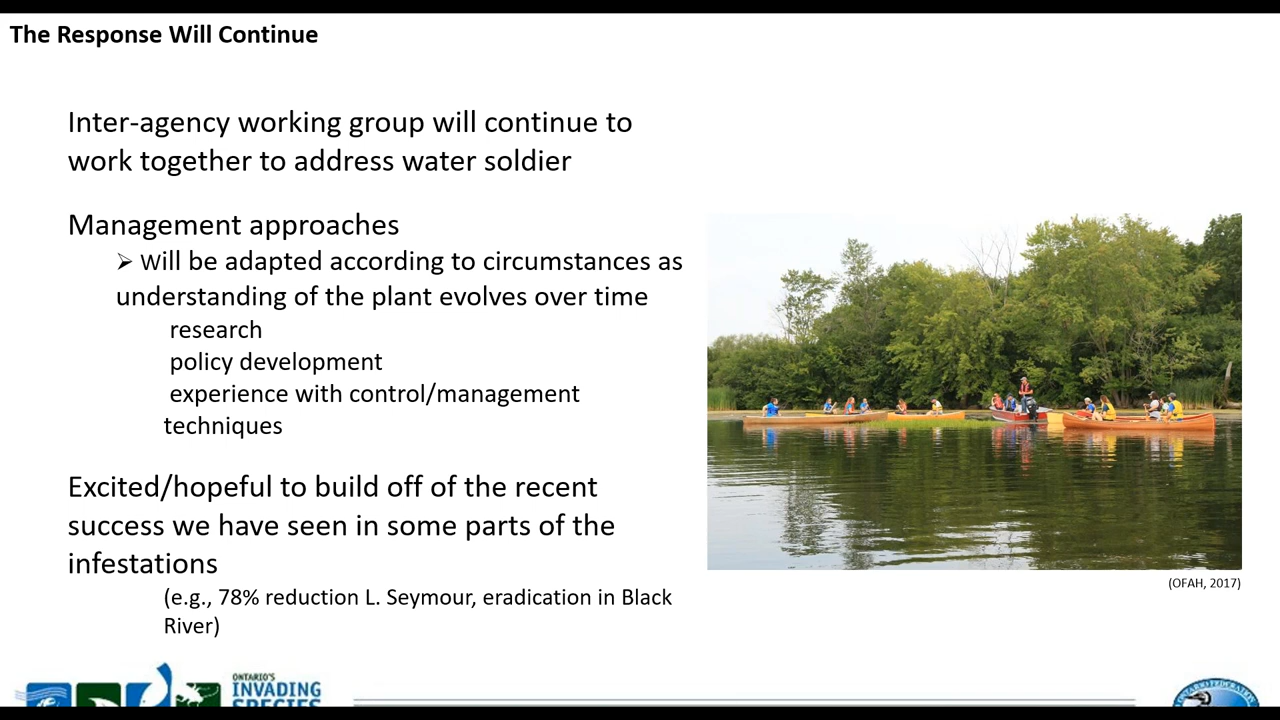 The Response Will Continue
Inter-agency working group will continue to
work together to address water soldier
Management approaches
➢ Will be adapted according to circumstances as
understanding of the plant evolves over time
research
policy development
experience with control/management
techniques
Excited/hopeful to build off of the recent
success we have seen in some parts of the
infestations
(e.g., 78% reduction L. Seymour, eradication in Black
River)
(OFAH, 2017)
ONTARIO'S
INVADING
SPECIES
ONTARIO FEDERATION